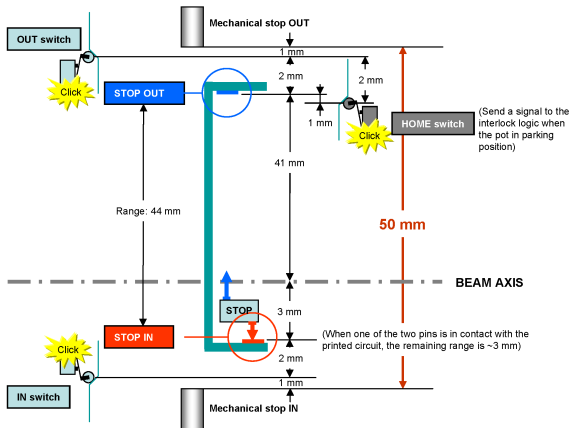 Mechanical stop OUT
OUT switch
1 mm
Click
2 mm
2 mm
STOP OUT
1 mm
Click
HOME switch
(Send a signal to the
interlock logic when
the pot in parking
position)
41 mm
Range: 44 mm
50 mm
BEAM AXIS
STOP
3 mm
STOP IN
(When one of the two pins is in contact with the
printed circuit, the remaining range is ~3 mm)
Click
2 mm
1 mm
IN switch
Mechanical stop IN